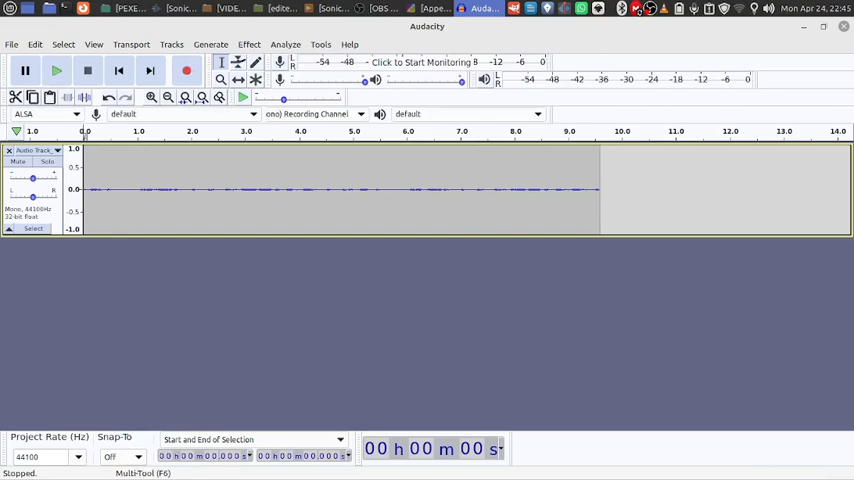 [PEXE...
[Sonic...
[VIDE...
[edite...
[Sonic...
[OBS ...
[Appe...
Audac...
Mon Apr 24, 22:45
Audacity
File Edit Select View Transport Tracks Generate Effect Analyze Tools Help
L R -54 -48 Click to Start Monitoring 8 -12 -6 0
L R -54 -48 -42 -36 -30 -24 -18 -12 -6 0
ALSA default ono) Recording Channel default
1.0 0.0 1.0 2.0 3.0 4.0 5.0 6.0 7.0 8.0 9.0 10.0 11.0 12.0 13.0 14.0
Audio Track_
Mute Solo
L R
Mono, 44100Hz
32-bit float
Select
1.0
0.5
0.0
-0.5
-1.0
Project Rate (Hz) Snap-To
Start and End of Selection
44100 Off
00 h 00 m 00.000 s 00 h 00 m 00.000 s
00 h 00 m 00 s
Stopped. Multi-Tool (F6)